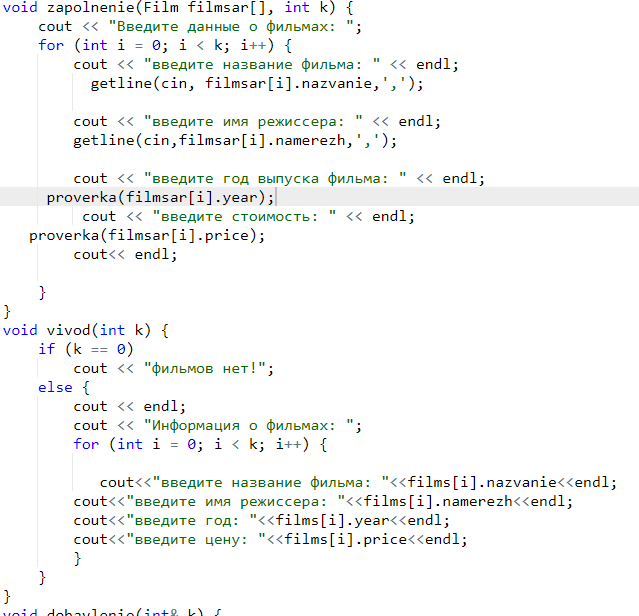 void zapolnenie(Film filmsar[], int k) {
cout << "Введите данные о фильмах: ";
for (int i = 0; i < k; i++) {
cout << "введите название фильма: " << endl;
getline(cin, filmsar[i].nazvanie,',');
cout << "введите имя режиссера: " << endl;
getline(cin,filmsar[i].namerezh,',');
cout << "введите год выпуска фильма: " << endl;
proverka(filmsar[i].year);
cout << "введите стоимость: " << endl;
proverka(filmsar[i].price);
cout<< endl;
}
}
void vivod(int k) {
if (k == 0)
cout << "фильмов нет!";
else {
cout << endl;
cout << "Информация о фильмах: ";
for (int i = 0; i < k; i++) {
cout<<"введите название фильма: "<<films[i].nazvanie<<endl;
cout<<"введите имя режиссера: "<<films[i].namerezh<<endl;
cout<<"введите год: "<<films[i].year<<endl;
cout<<"введите цену: "<<films[i].price<<endl;
}
}
}
void dobavlenie(int& k) {